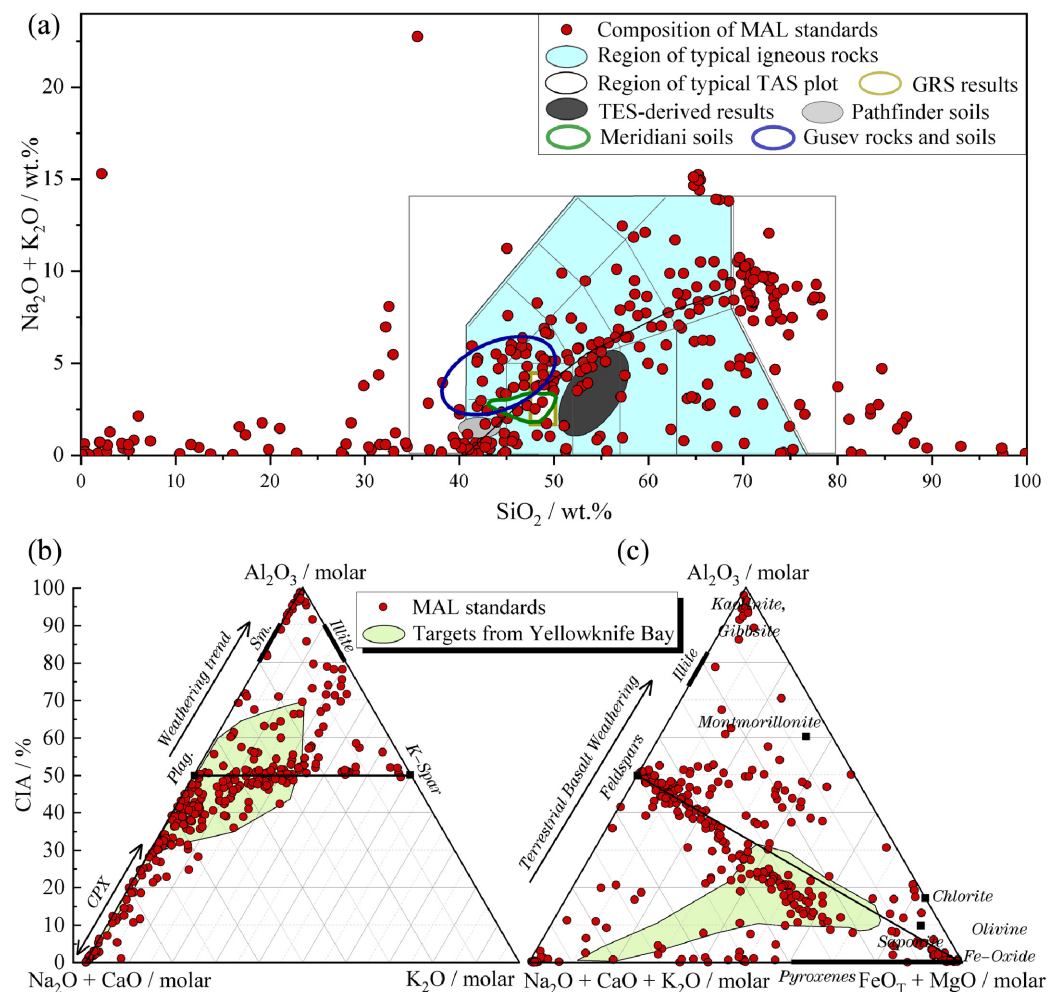 (a)
Composition of MAL standards
Region of typical igneous rocks
Region of typical TAS plot
GRS results
TES-derived results
Pathfinder soils
Meridiani soils
Gusev rocks and soils
Na2O + K2O / wt.%
20
15
10
5
0
0 10 20 30 40 50 60 70 80 90 100
SiO2 / wt.%
(b)
(c)
Al2O3 / molar
Al2O3 / molar
MAL standards
Targets from Yellowknife Bay
CIA / %
100
90
80
70
60
50
40
30
20
10
0
Weathering trend
Sm.
Illite
Plag.
K-Spar
CPX
Na2O + CaO / molar
K2O / molar
Kaolinite,
Gibbsite
Illite
Montmorillonite
Terrestrial Basalt Weathering
Feldspars
Chlorite
Olivine
Saponite
Fe-Oxide
Pyroxenes
Na2O + CaO + K2O / molar
FeOT + MgO / molar